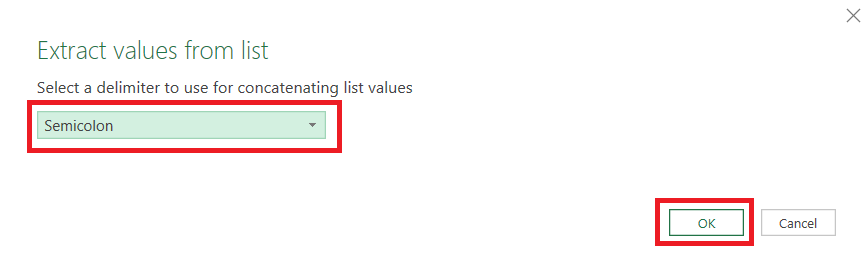 Extract values from list
Select a delimiter to use for concatenating list values
Semicolon
OK
Cancel